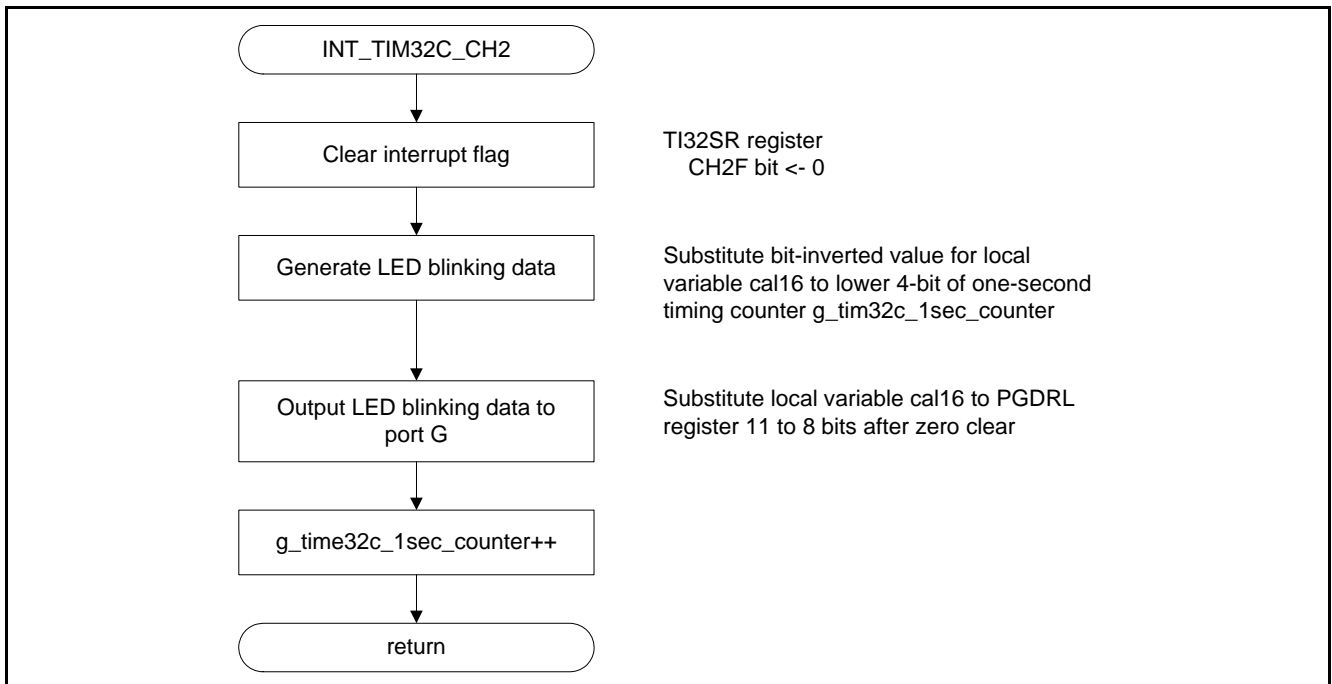 INT_TIM32C_CH2
Clear interrupt flag
TI32SR register
CH2F bit <- 0
Generate LED blinking data
Substitute bit-inverted value for local
variable cal16 to lower 4-bit of one-second
timing counter g_tim32c_1sec_counter
Output LED blinking data to
port G
Substitute local variable cal16 to PGDRL
register 11 to 8 bits after zero clear
g_time32c_1sec_counter++
return